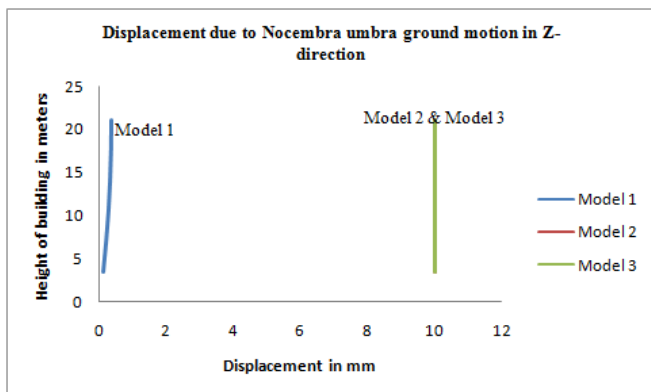 Displacement due to Nocembra umbra ground motion in Z-
direction
Height of building in meters
25
20
15
10
5
0
Model 1
Model 2 & Model 3
0 2 4 6 8 10 12
Displacement in mm
Model 1
Model 2
Model 3